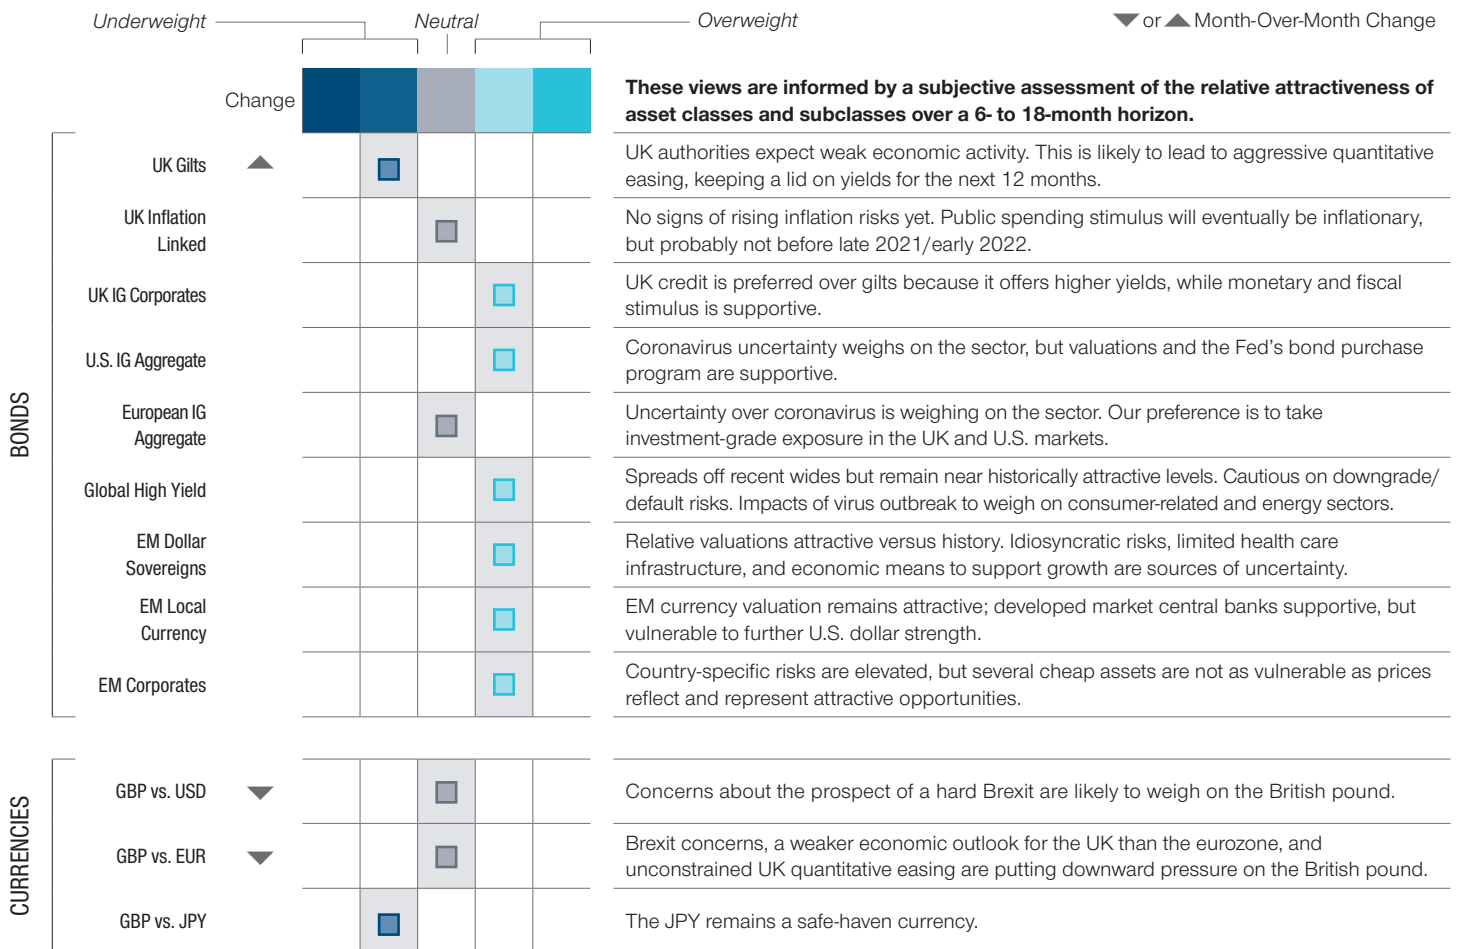 Underweight
Neutral
Overweight
or Month-Over-Month Change
Change
These views are informed by a subjective assessment of the relative attractiveness of
asset classes and subclasses over a 6- to 18-month horizon.
BONDS
UK Gilts
UK authorities expect weak economic activity. This is likely to lead to aggressive quantitative
easing, keeping a lid on yields for the next 12 months.
UK Inflation
Linked
No signs of rising inflation risks yet. Public spending stimulus will eventually be inflationary,
but probably not before late 2021/early 2022.
UK IG Corporates
UK credit is preferred over gilts because it offers higher yields, while monetary and fiscal
stimulus is supportive.
U.S. IG Aggregate
Coronavirus uncertainty weighs on the sector, but valuations and the Fed's bond purchase
program are supportive.
European IG
Aggregate
Uncertainty over coronavirus is weighing on the sector. Our preference is to take
investment-grade exposure in the UK and U.S. markets.
Global High Yield
Spreads off recent wides but remain near historically attractive levels. Cautious on downgrade/
default risks. Impacts of virus outbreak to weigh on consumer-related and energy sectors.
EM Dollar
Sovereigns
Relative valuations attractive versus history. Idiosyncratic risks, limited health care
infrastructure, and economic means to support growth are sources of uncertainty.
EM Local
Currency
EM currency valuation remains attractive; developed market central banks supportive, but
vulnerable to further U.S. dollar strength.
EM Corporates
Country-specific risks are elevated, but several cheap assets are not as vulnerable as prices
reflect and represent attractive opportunities.
CURRENCIES
GBP vs. USD
Concerns about the prospect of a hard Brexit are likely to weigh on the British pound.
GBP vs. EUR
Brexit concerns, a weaker economic outlook for the UK than the eurozone, and
unconstrained UK quantitative easing are putting downward pressure on the British pound.
GBP vs. JPY
The JPY remains a safe-haven currency.